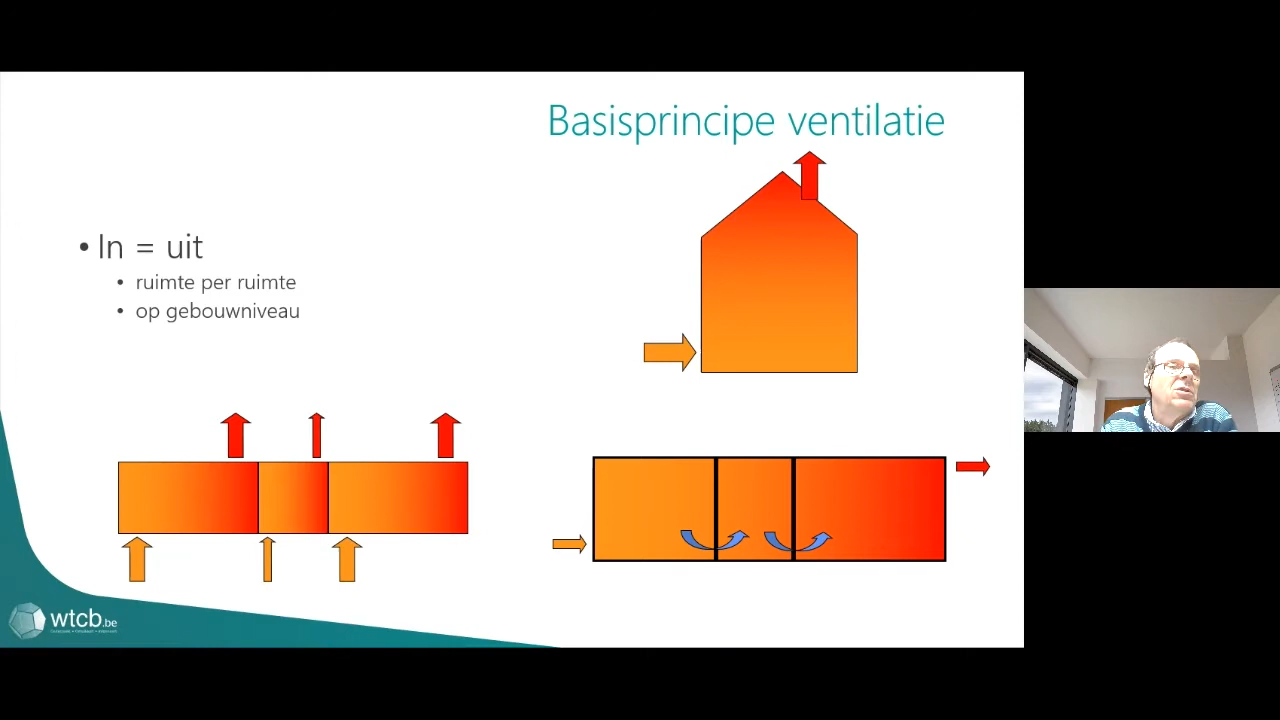 Basisprincipe ventilatie
• In = uit
• ruimte per ruimte
• op gebouwniveau
wtcb.be